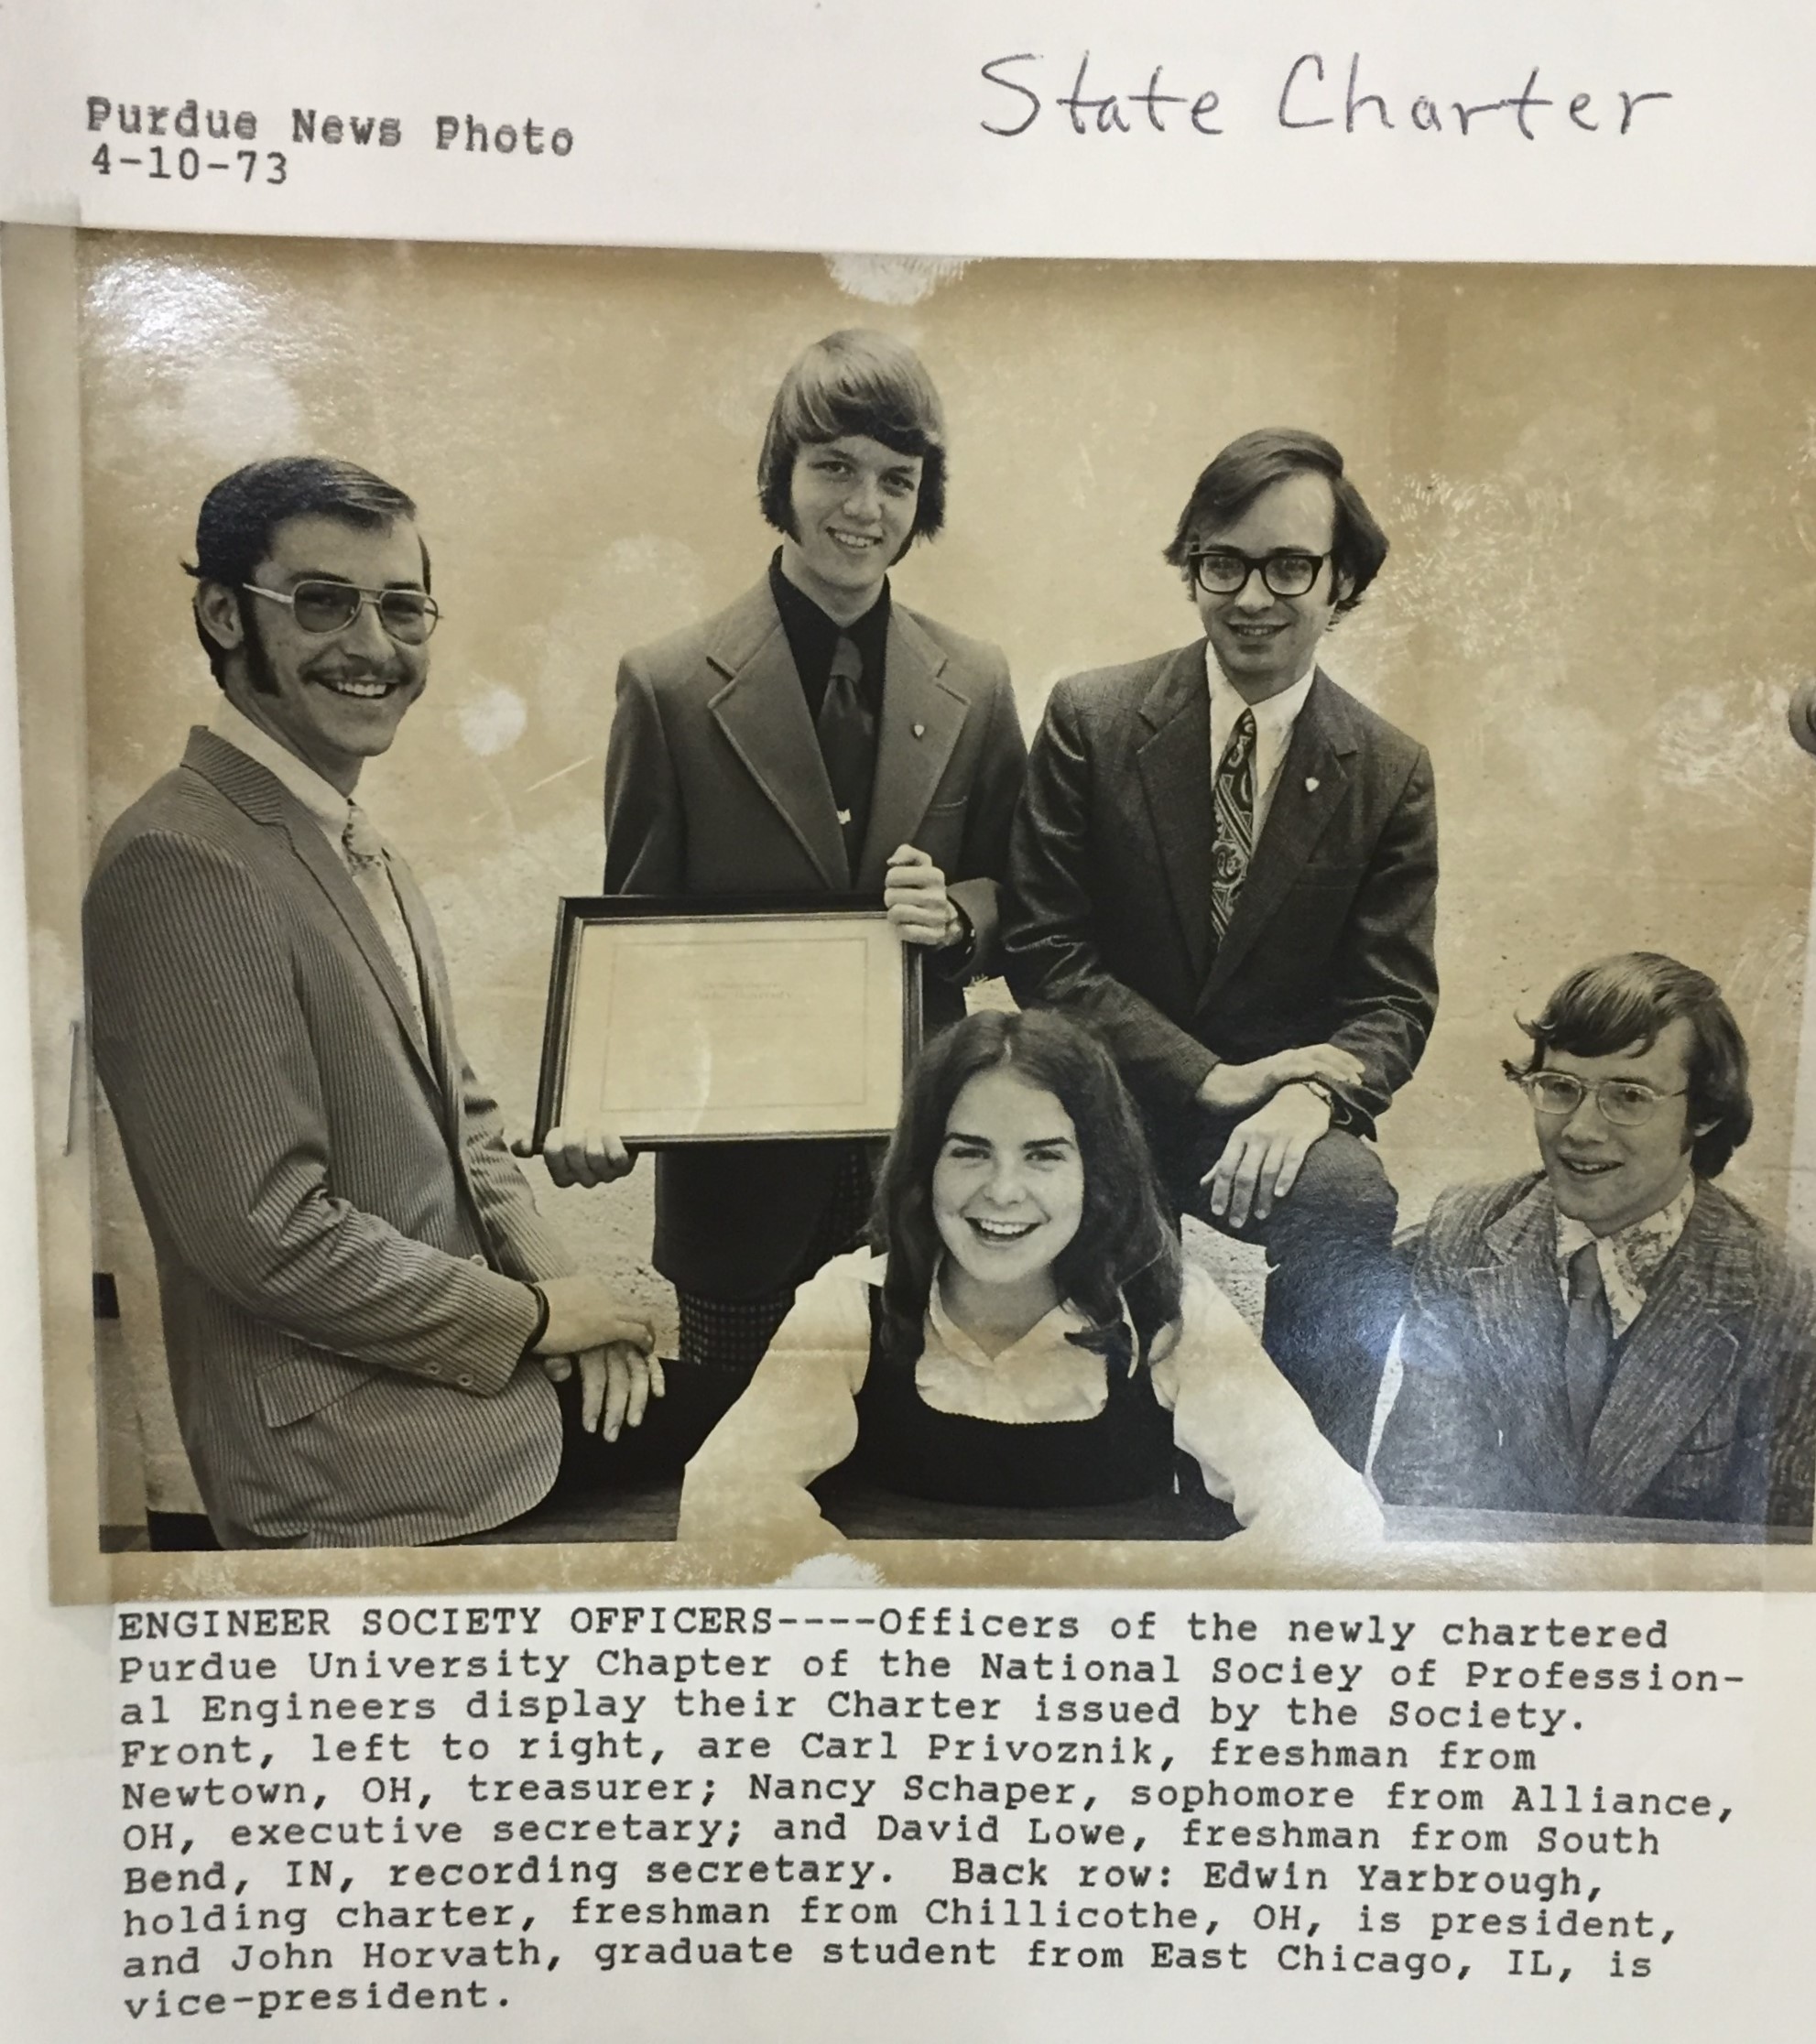 State Charter
Purdue News Photo
4-10-73
ENGINEER SOCIETY OFFICERS----Officers of the newly chartered
Purdue University Chapter of the National Sociey of Profession-
al Engineers display their Charter issued by the Society.
Front, left to right, are Carl Privoznik, freshman from
Newtown, OH, treasurer; Nancy Schaper, sophomore from Alliance,
OH, executive secretary; and David Lowe, freshman from South
Bend, IN, recording secretary.  Back row: Edwin Yarbrough,
holding charter, freshman from Chillicothe, OH, is president,
and John Horvath, graduate student from East Chicago, IL, is
vice-president.